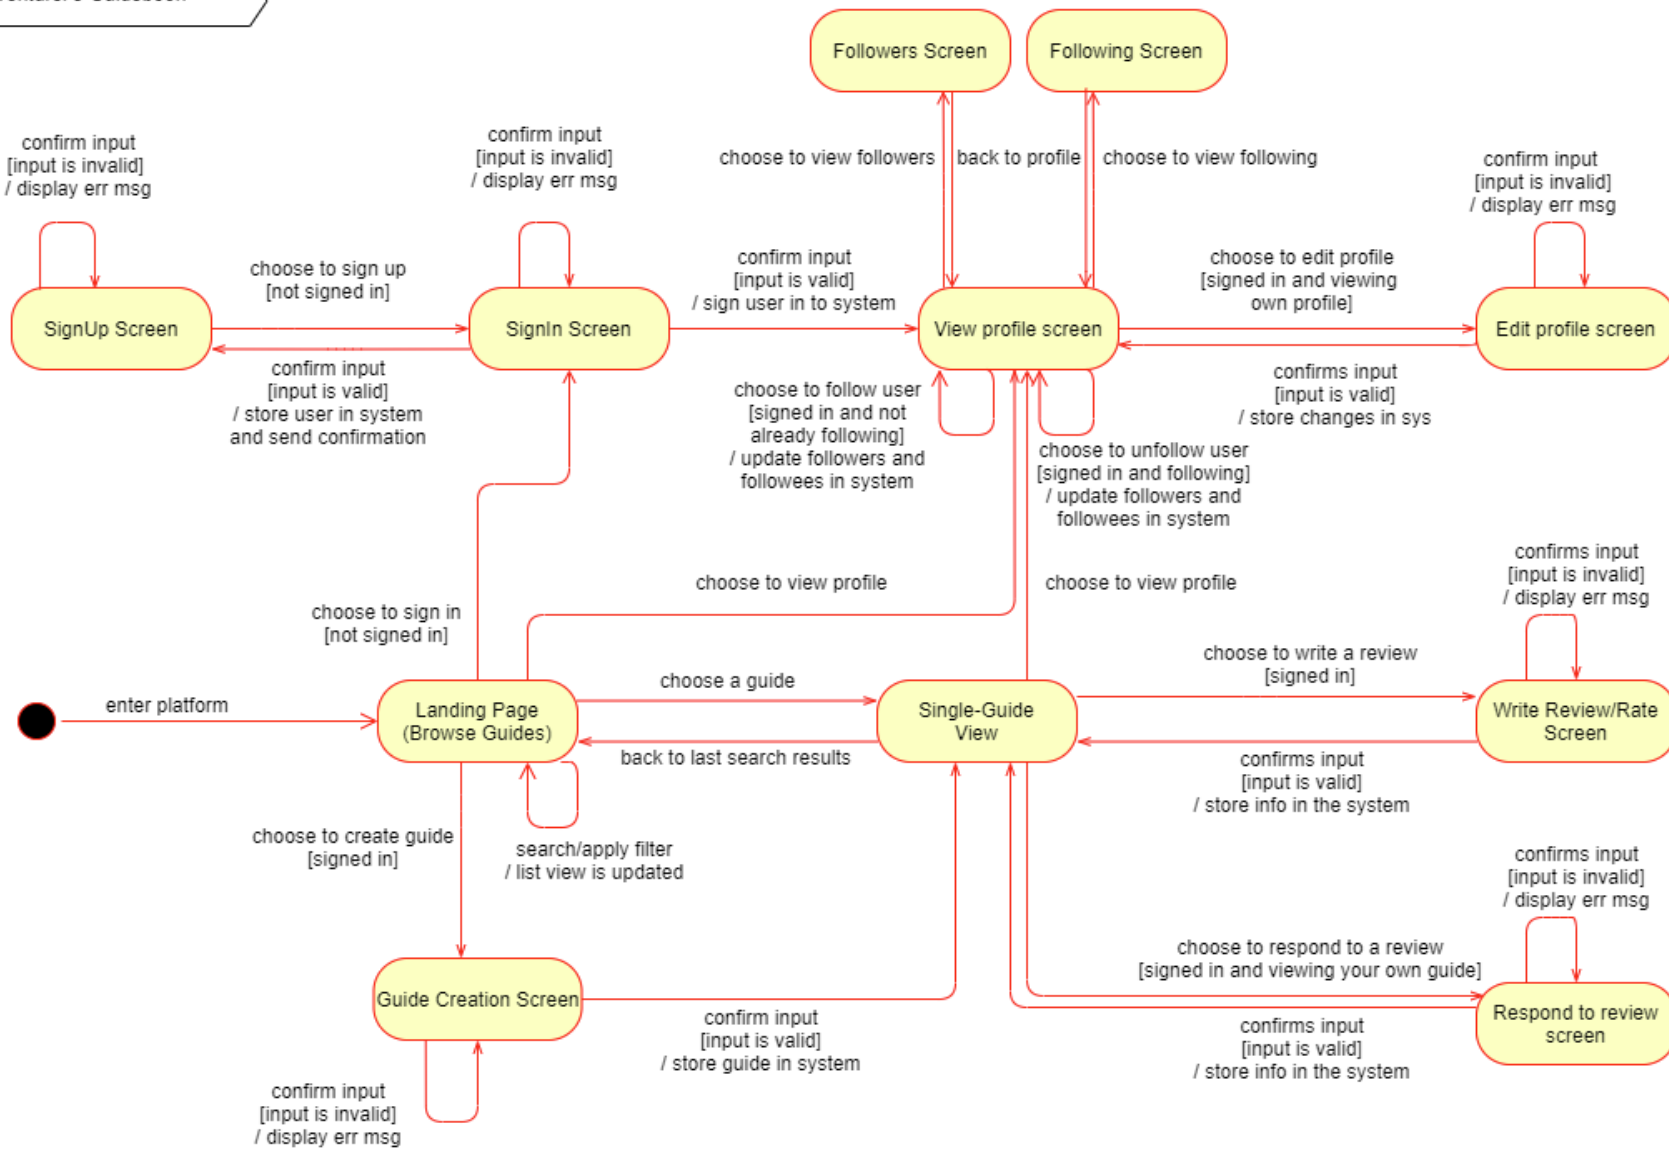 Guidebook
Followers Screen
Following Screen
choose to view followers
back to profile
choose to view following
confirm input
[input is invalid]
/ display err msg
confirm input
[input is invalid]
/ display err msg
confirm input
[input is invalid]
/ display err msg
choose to sign up
[not signed in]
confirm input
[input is valid]
/ sign user in to system
choose to edit profile
[signed in and viewing
own profile]
SignUp Screen
SignIn Screen
View profile screen
Edit profile screen
confirm input
[input is valid]
/ store user in system
and send confirmation
choose to follow user
[signed in and not
already following]
/ update followers and
followees in system
choose to unfollow user
[signed in and following]
/ update followers and
followees in system
confirms input
[input is valid]
/ store changes in sys
choose to sign in
[not signed in]
choose to view profile
choose to view profile
confirms input
[input is invalid]
/ display err msg
enter platform
Landing Page
(Browse Guides)
choose a guide
back to last search results
Single-Guide
View
choose to write a review
[signed in]
Write Review/Rate
Screen
confirms input
[input is valid]
/ store info in the system
choose to create guide
[signed in]
search/apply filter
/ list view is updated
confirms input
[input is invalid]
/ display err msg
choose to respond to a review
[signed in and viewing your own guide]
Guide Creation Screen
Respond to review
screen
confirm input
[input is valid]
/ store guide in system
confirms input
[input is valid]
/ store info in the system
confirm input
[input is invalid]
/ display err msg